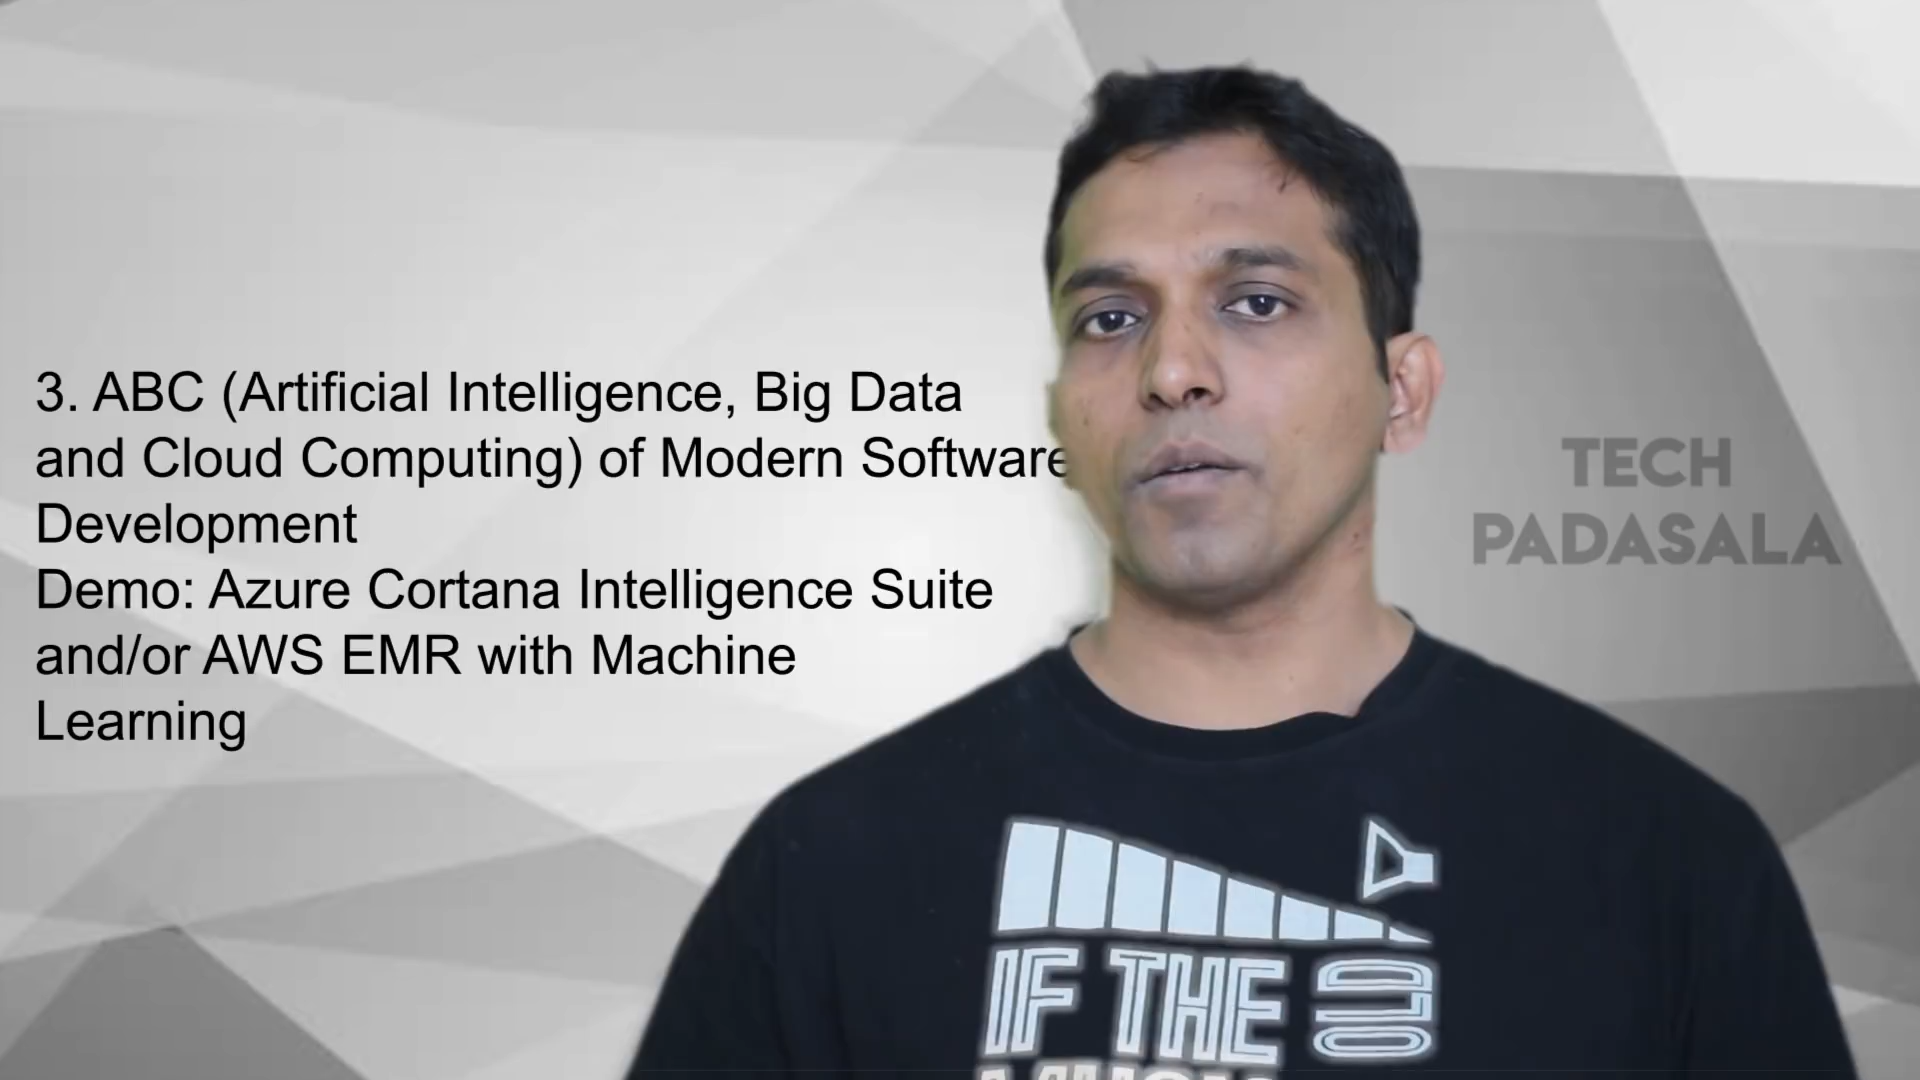 3. ABC (Artificial Intelligence, Big Data
and Cloud Computing) of Modern Software
Development
Demo: Azure Cortana Intelligence Suite
and/or AWS EMR with Machine
Learning
TECH
PADASALA
IF THE
OLD